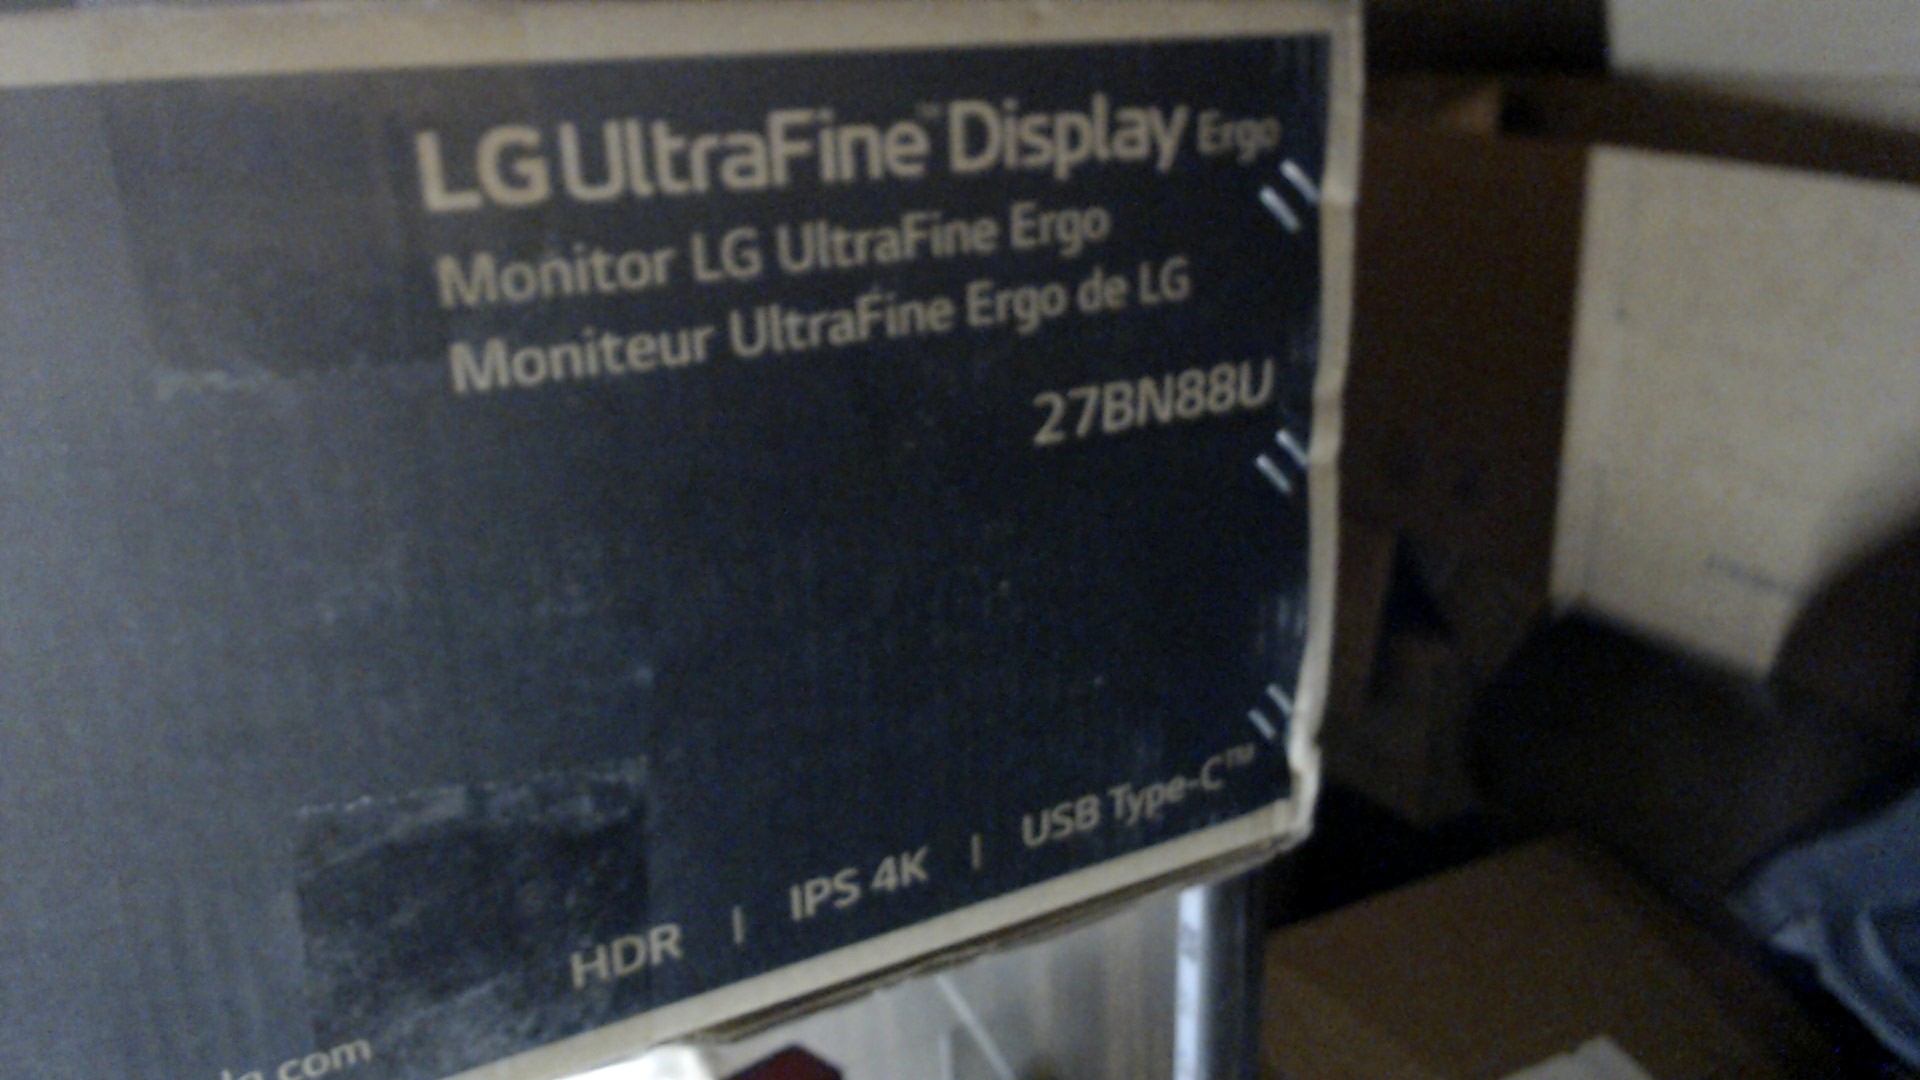 LG UltraFine™ Display Ergo
Monitor LG UltraFine Ergo
Moniteur UltraFine Ergo de LG
27BN88U
HDR | IPS 4K | USB Type-C™
.com